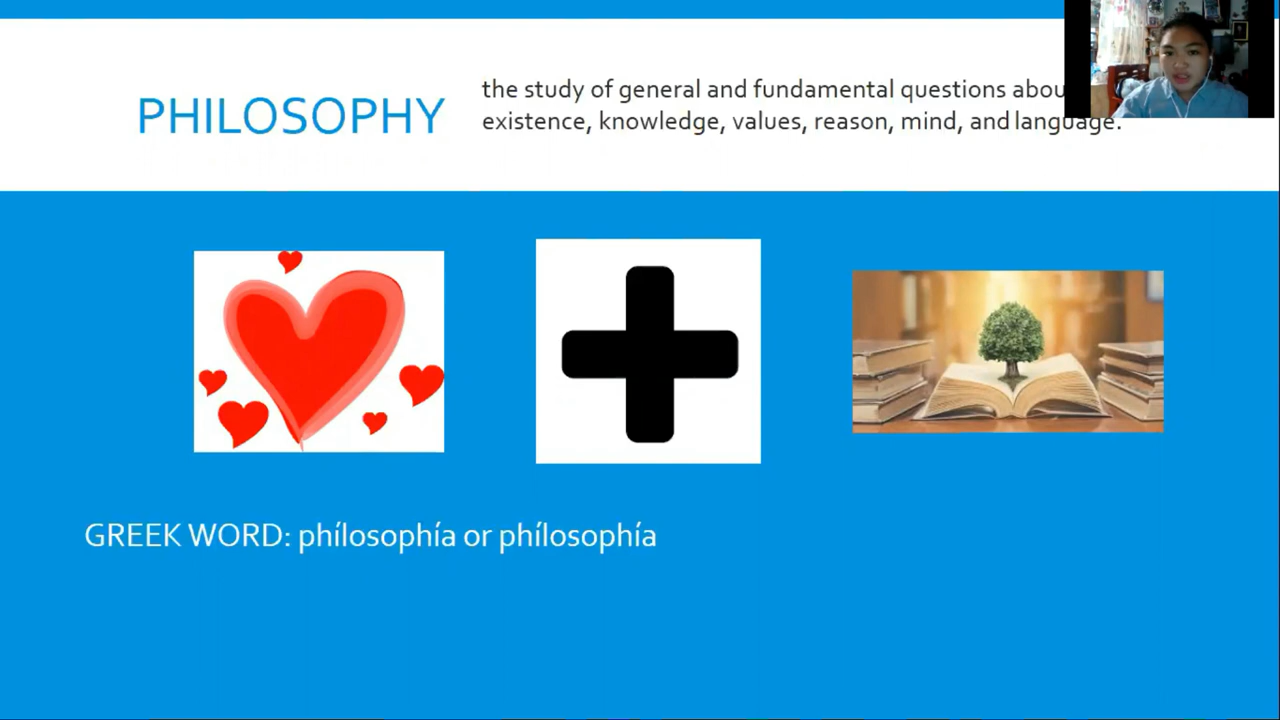 PHILOSOPHY
the study of general and fundamental questions
existence, knowledge, values, reason, mind, and language.
GREEK WORD: phílosophía or phílosophía